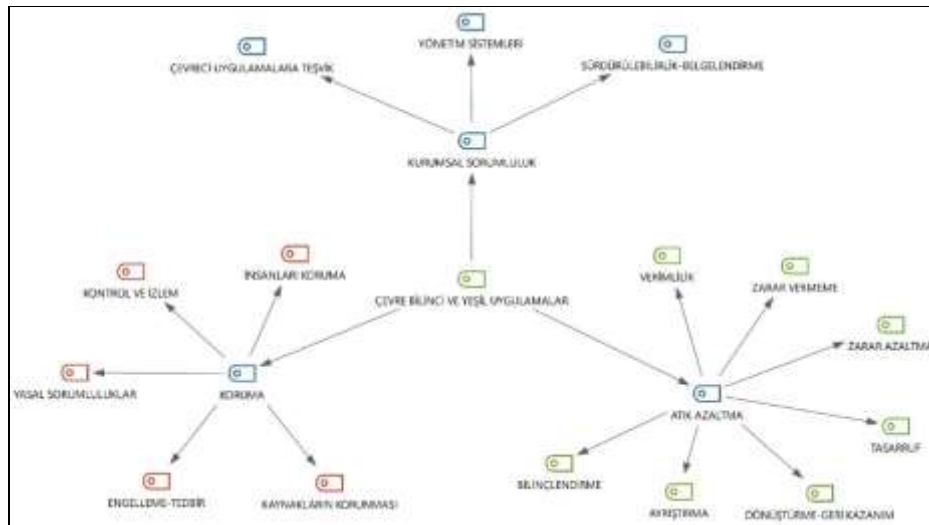 YÖNETİM SİSTEMLERİ
ÇEVRECİ UYGULAMALARA TEŞVİK
SÜRDÜRÜLEBİLİRLİK-BİLGELENDİRME
KURUMSAL SORUMLULUK
İNSANLARI KORUMA
VERİMLİLİK
KONTROL VE İZLEM
ZARAR VERMEME
ÇEVRE BİLİNCİ VE YEŞİL UYGULAMALAR
ZARAR AZALTMA
YASAL SORUMLULUKLAR
KORUMA
ATIK AZALTMA
TASARRUF
BİLİNÇLENDİRME
ENGELLEME-TEDBİR
KAYNAKLARIN KORUNMASI
AYRIŞTIRMA
DÖNÜŞTÜRME-GERİ KAZANIM